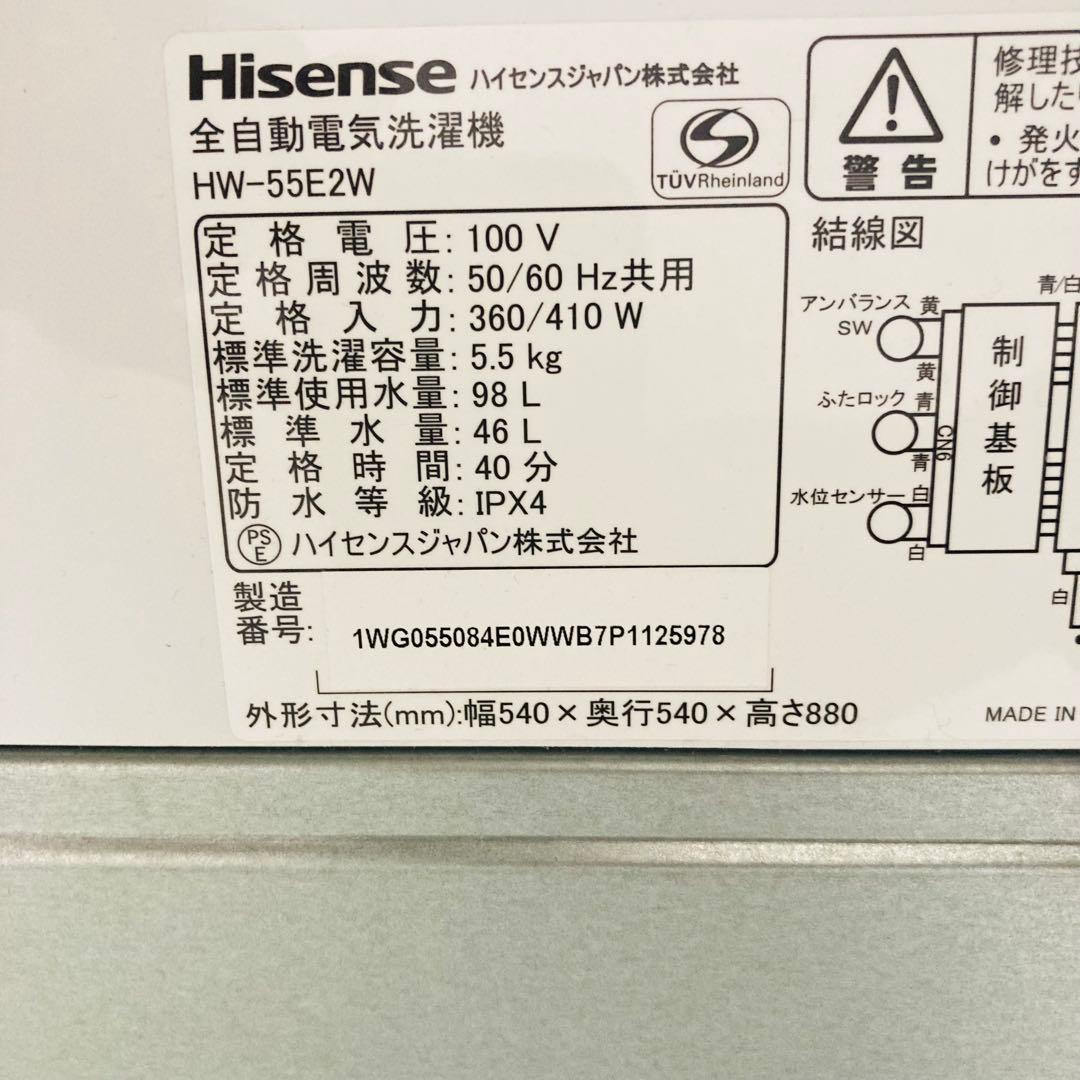 Hisense ハイセンスジャパン株式会社
全自動電気洗濯機
HW-55E2W
TÜVRheinland
定格電圧: 100 V
定格周波数: 50/60 Hz共用
定格入力: 360/410 W
標準洗濯容量: 5.5 kg
標準使用水量: 98 L
標準水量: 46 L
定格時間: 40 分
防水等級: IPX4
PSE ハイセンスジャパン株式会社
製造
番号: 1WG055084E0WWB7P1125978
外形寸法(mm):幅540×奥行540×高さ880
警告
修理技
解した
• 発火
けがをす
結線図
青/白
アンバランス 黄
SW
黄
ふたロック 青
CN6
青
水位センサー 白
白
制御基板
白
MADE IN